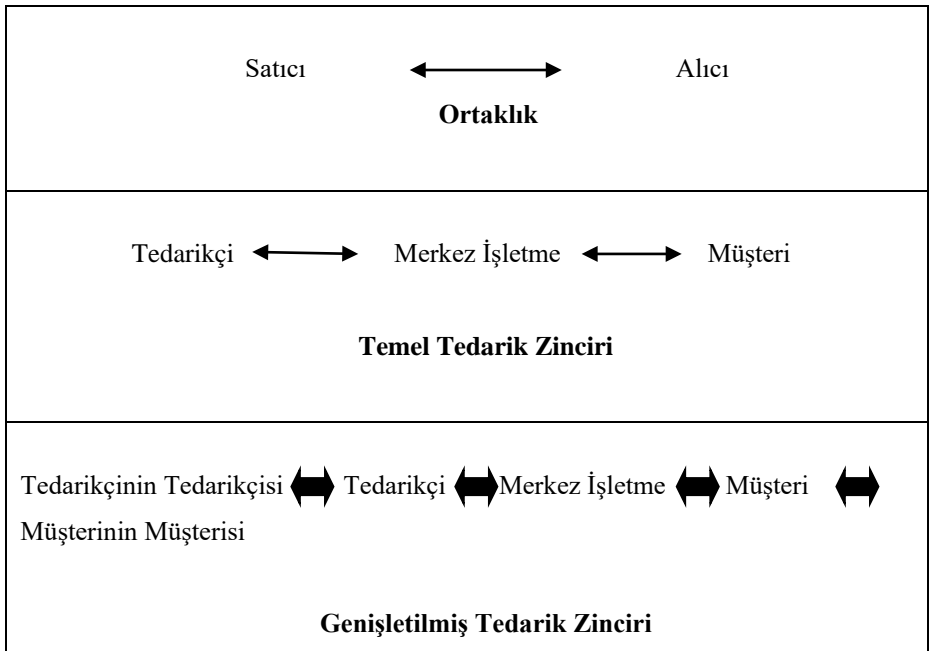 Satıcı Alıcı
Ortaklık
Tedarikçi Merkez İşletme Müşteri
Temel Tedarik Zinciri
Tedarikçinin Tedarikçisi Tedarikçi Merkez İşletme Müşteri
Müşterinin Müşterisi
Genişletilmiş Tedarik Zinciri